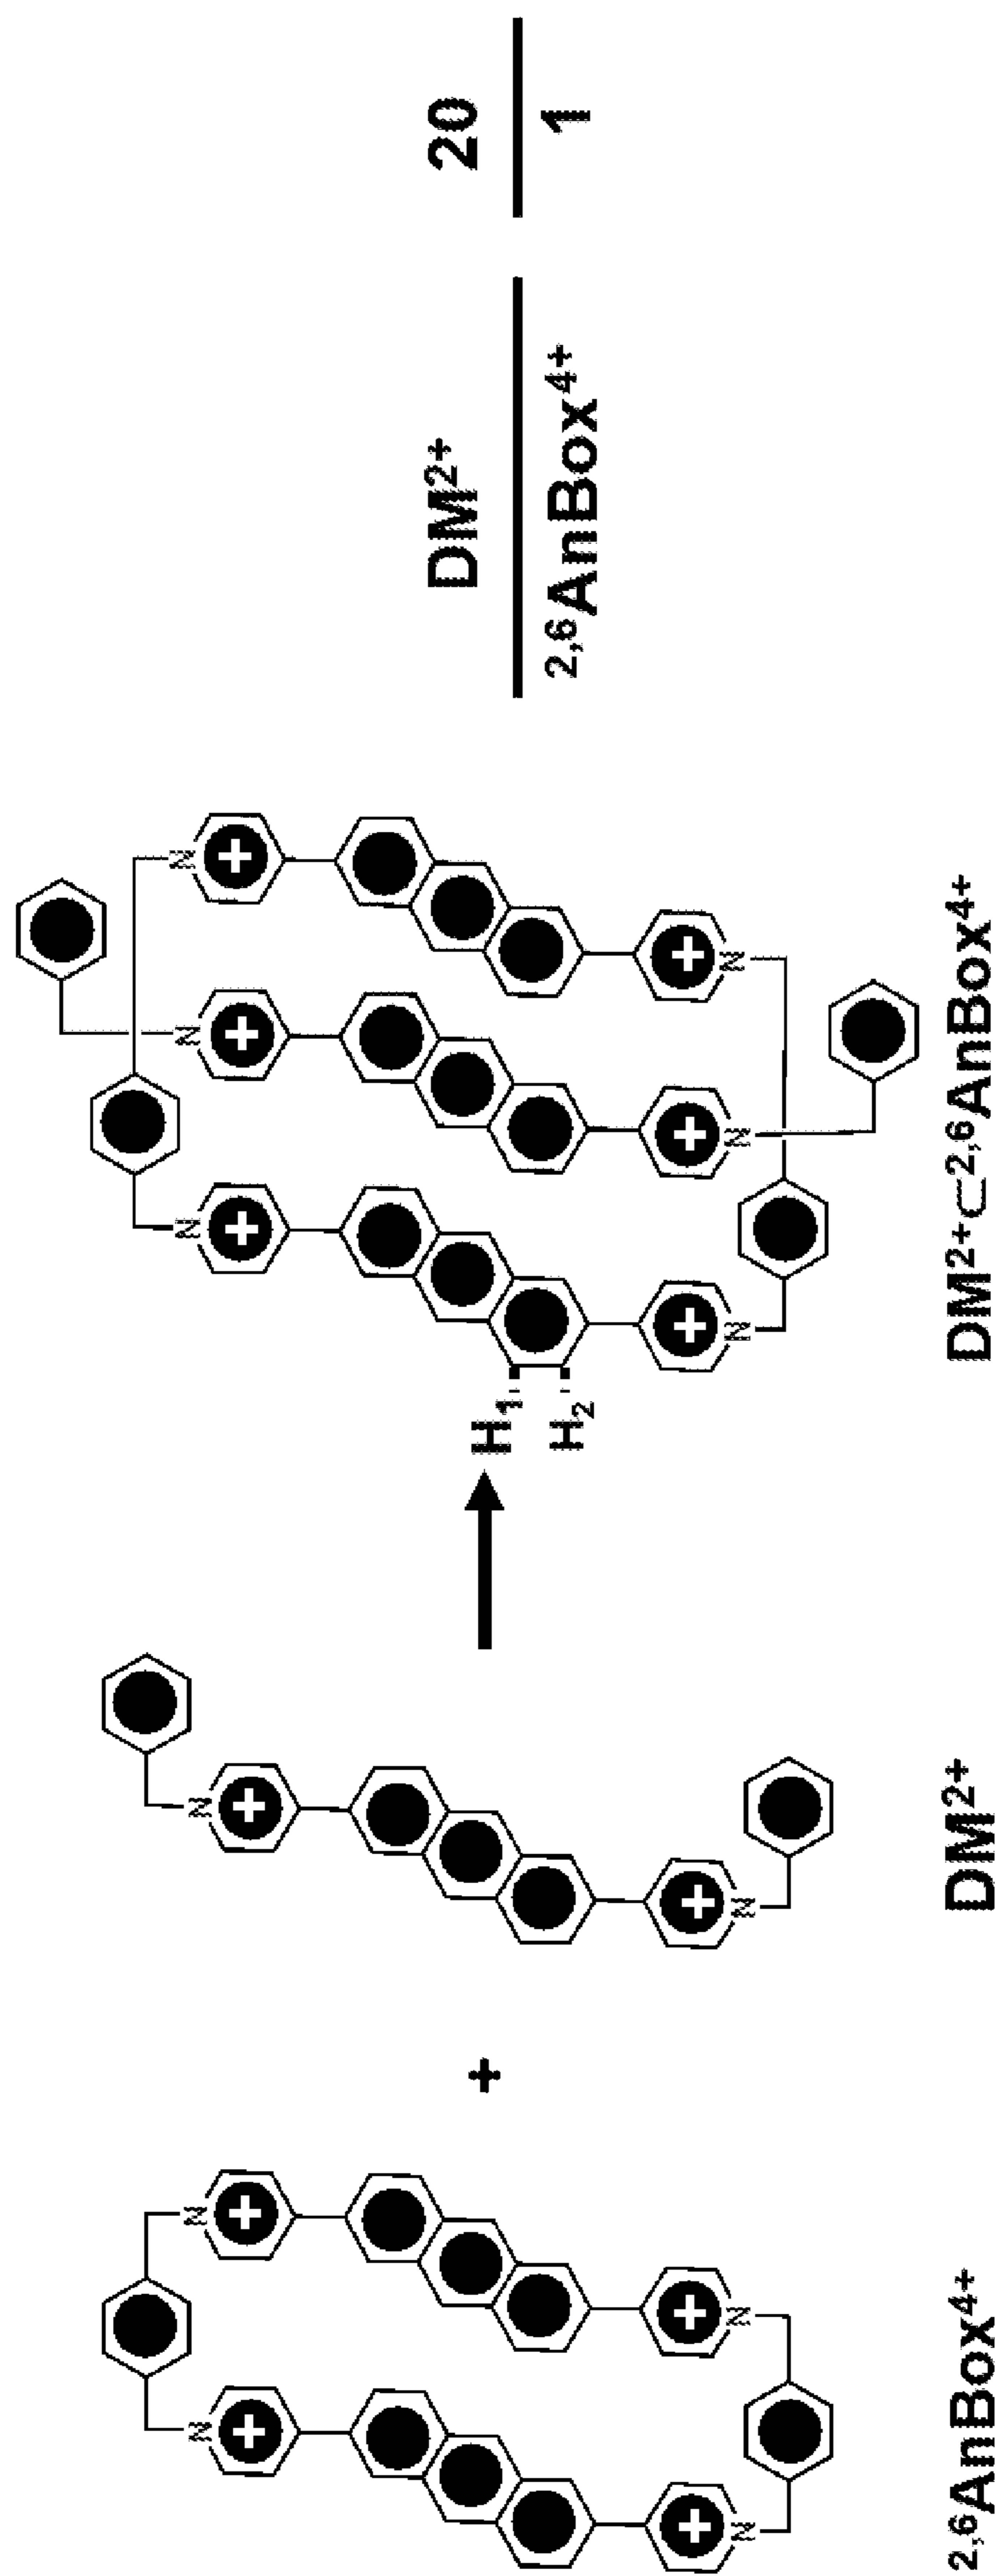 2,6AnBox4+
+
DM2+
H1
H2
DM2+⊂2,6AnBox4+
DM2+
2,6AnBox4+
20
1
N
N
N
N
N
N
N
N
N
N
N
N
+
+
+
+
+
+
+
+
+
+
+
+